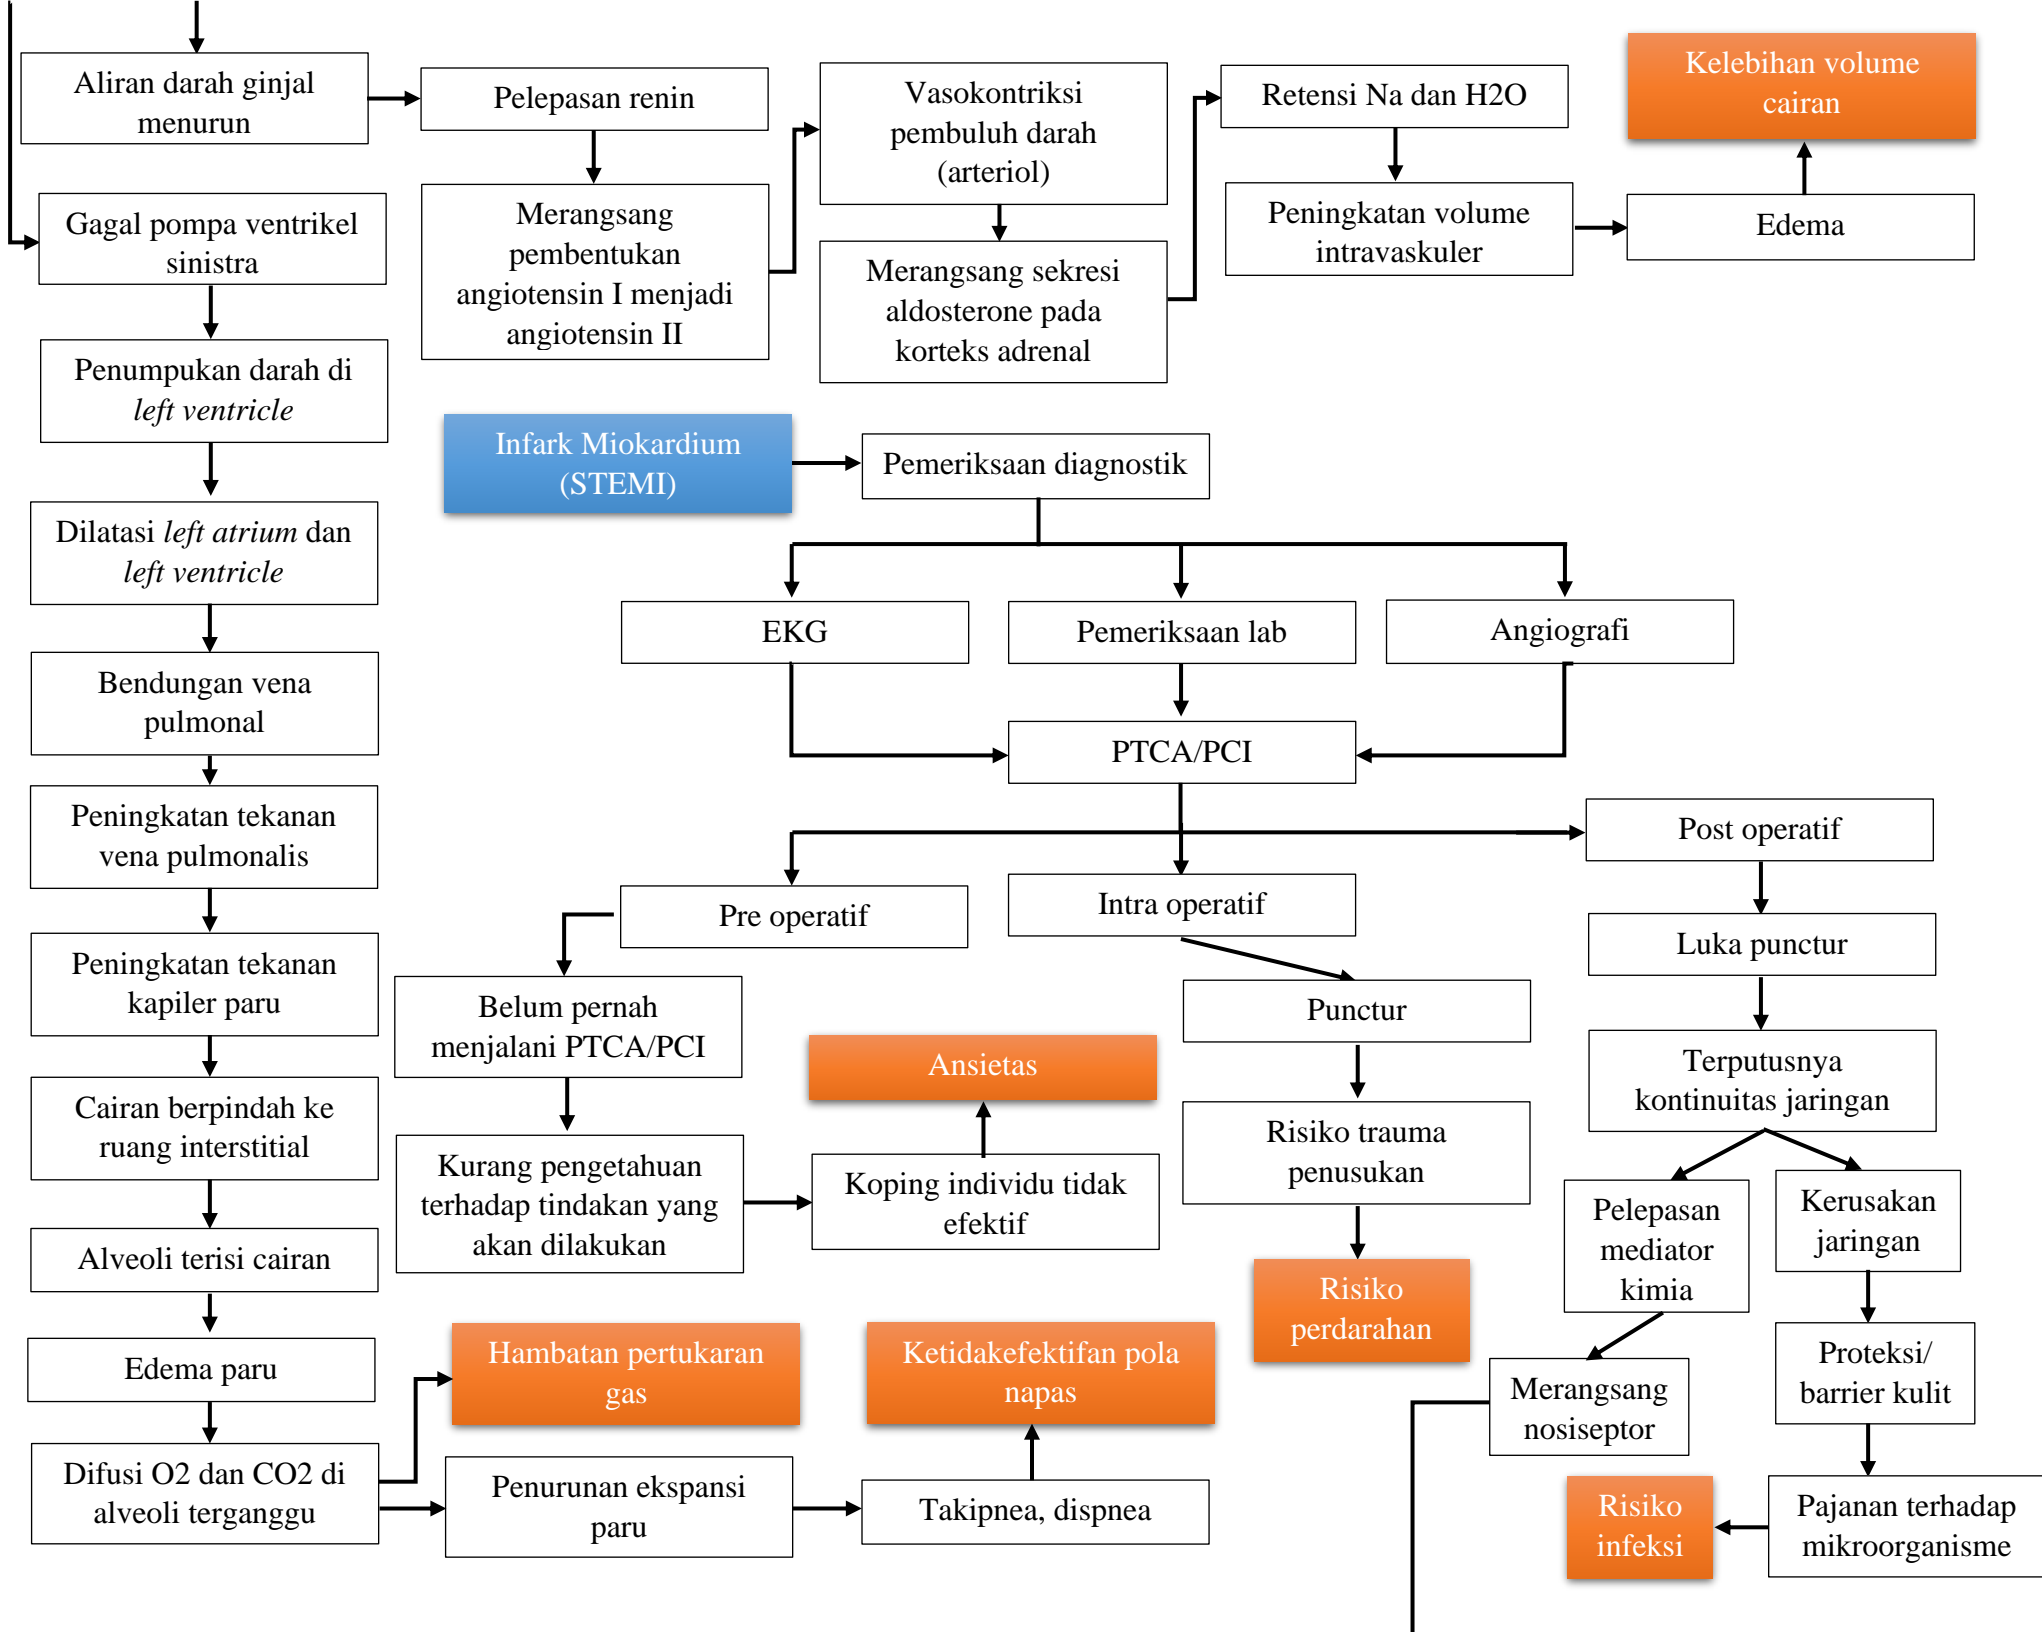 Aliran darah ginjal
menurun
Pelepasan renin
Vasokontriksi
pembuluh darah
(arteriol)
Retensi Na dan H2O
Kelebihan volume
cairan
Gagal pompa ventrikel
sinistra
Merangsang
pembentukan
angiotensin I menjadi
angiotensin II
Merangsang sekresi
aldosterone pada
korteks adrenal
Peningkatan volume
intravaskuler
Edema
Penumpukan darah di
left ventricle
Infark Miokardium
(STEMI)
Pemeriksaan diagnostik
Dilatasi left atrium dan
left ventricle
EKG
Pemeriksaan lab
Angiografi
Bendungan vena
pulmonal
PTCA/PCI
Peningkatan tekanan
vena pulmonalis
Post operatif
Pre operatif
Intra operatif
Luka punctur
Peningkatan tekanan
kapiler paru
Belum pernah
menjalani PTCA/PCI
Punctur
Ansietas
Terputusnya
kontinuitas jaringan
Cairan berpindah ke
ruang interstitial
Kurang pengetahuan
terhadap tindakan yang
akan dilakukan
Koping individu tidak
efektif
Risiko trauma
penusukan
Pelepasan
mediator
kimia
Kerusakan
jaringan
Alveoli terisi cairan
Risiko
perdarahan
Edema paru
Hambatan pertukaran
gas
Ketidakefektifan pola
napas
Merangsang
nosiseptor
Proteksi/
barrier kulit
Difusi O2 dan CO2 di
alveoli terganggu
Penurunan ekspansi
paru
Takipnea, dispnea
Risiko
infeksi
Pajanan terhadap
mikroorganisme